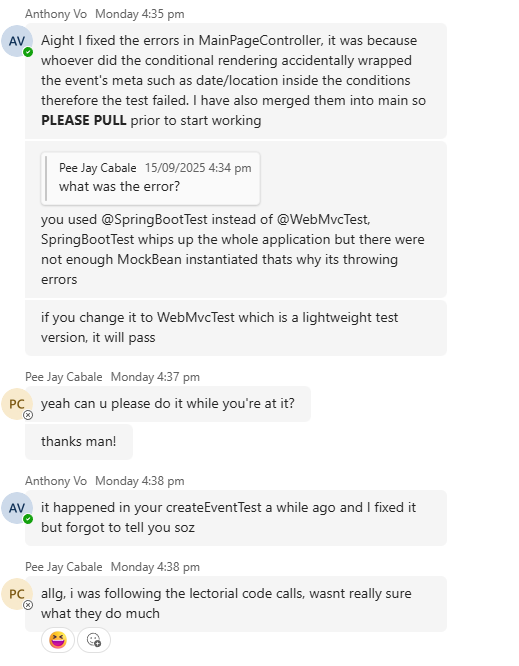 Anthony Vo Monday 4:35 pm
AV
Aight I fixed the errors in MainPageController, it was because
whoever did the conditional rendering accidentally wrapped
the event's meta such as date/location inside the conditions
therefore the test failed. I have also merged them into main so
PLEASE PULL prior to start working
Pee Jay Cabale 15/09/2025 4:34 pm
what was the error?
you used @SpringBootTest instead of @WebMvcTest,
SpringBootTest whips up the whole application but there were
not enough MockBean instantiated thats why its throwing
errors
if you change it to WebMvcTest which is a lightweight test
version, it will pass
Pee Jay Cabale Monday 4:37 pm
PC
yeah can u please do it while you're at it?
thanks man!
Anthony Vo Monday 4:38 pm
AV
it happened in your createEventTest a while ago and I fixed it
but forgot to tell you soz
Pee Jay Cabale Monday 4:38 pm
PC
allg, i was following the lectorial code calls, wasnt really sure
what they do much